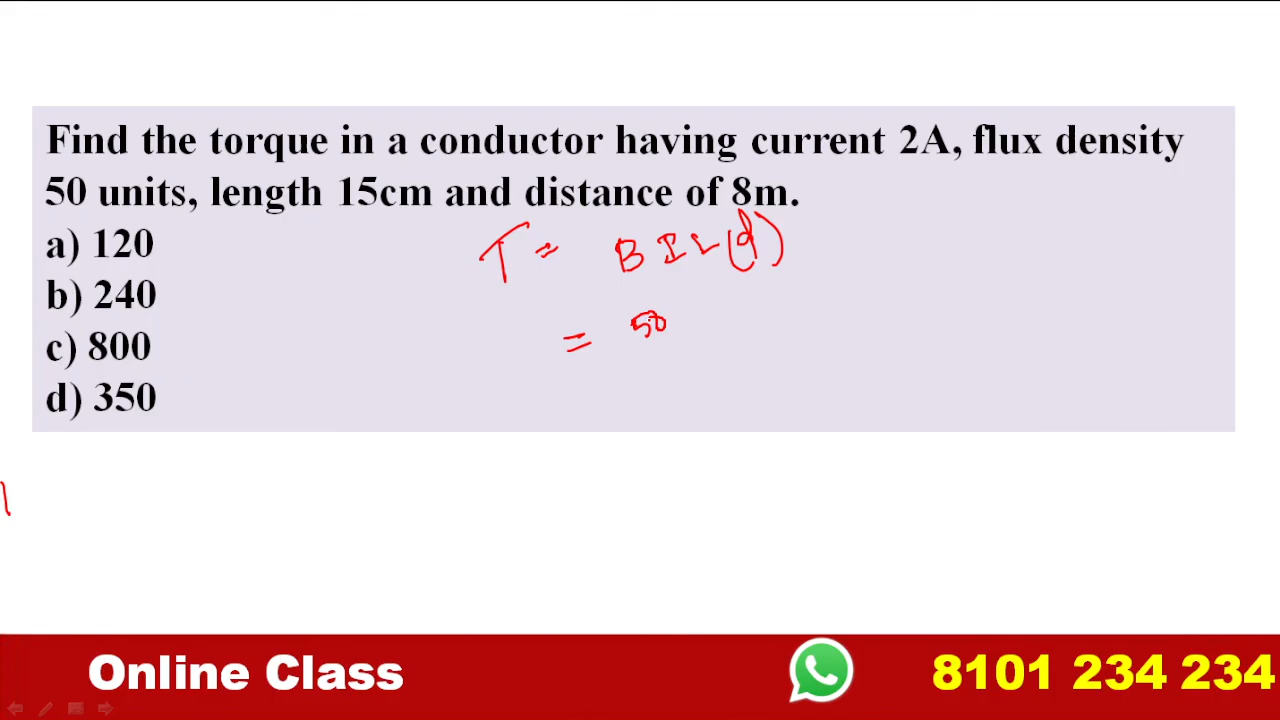 Find the torque in a conductor having current 2A, flux density
50 units, length 15cm and distance of 8m.
a) 120
b) 240
c) 800
d) 350
T = B I L (d)
= 50
Online Class
8101 234 234